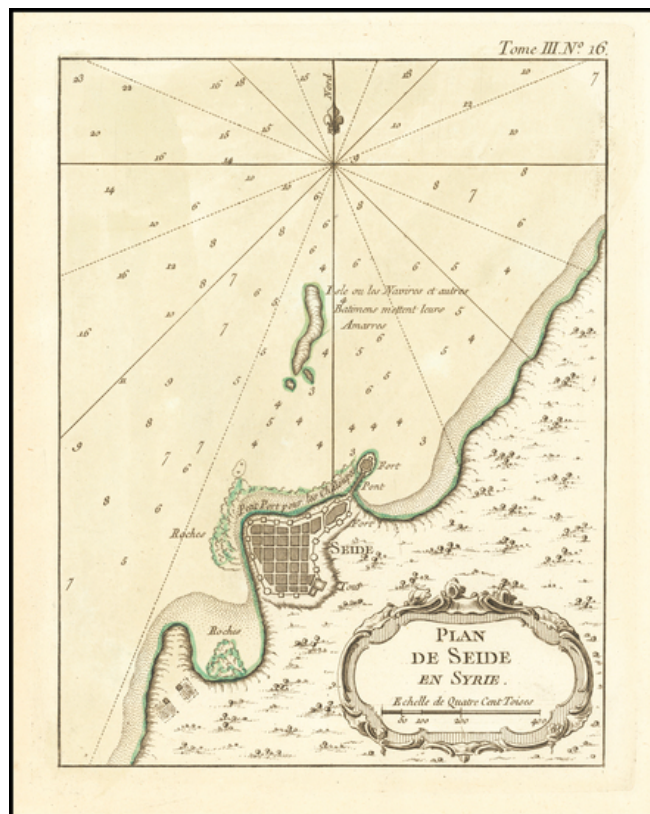 Tome III. N.º 16.
Nord
Isle ou les Navires et autres
Batimens mettent leurs
Amarres
Fort
Pont
Petit Port pour les Chaloupes
Fort
Roches
SEIDE
Tour
Roches
PLAN
DE SEIDE
EN SYRIE.
Echelle de Quatre Cent Toises
50 100 200 400